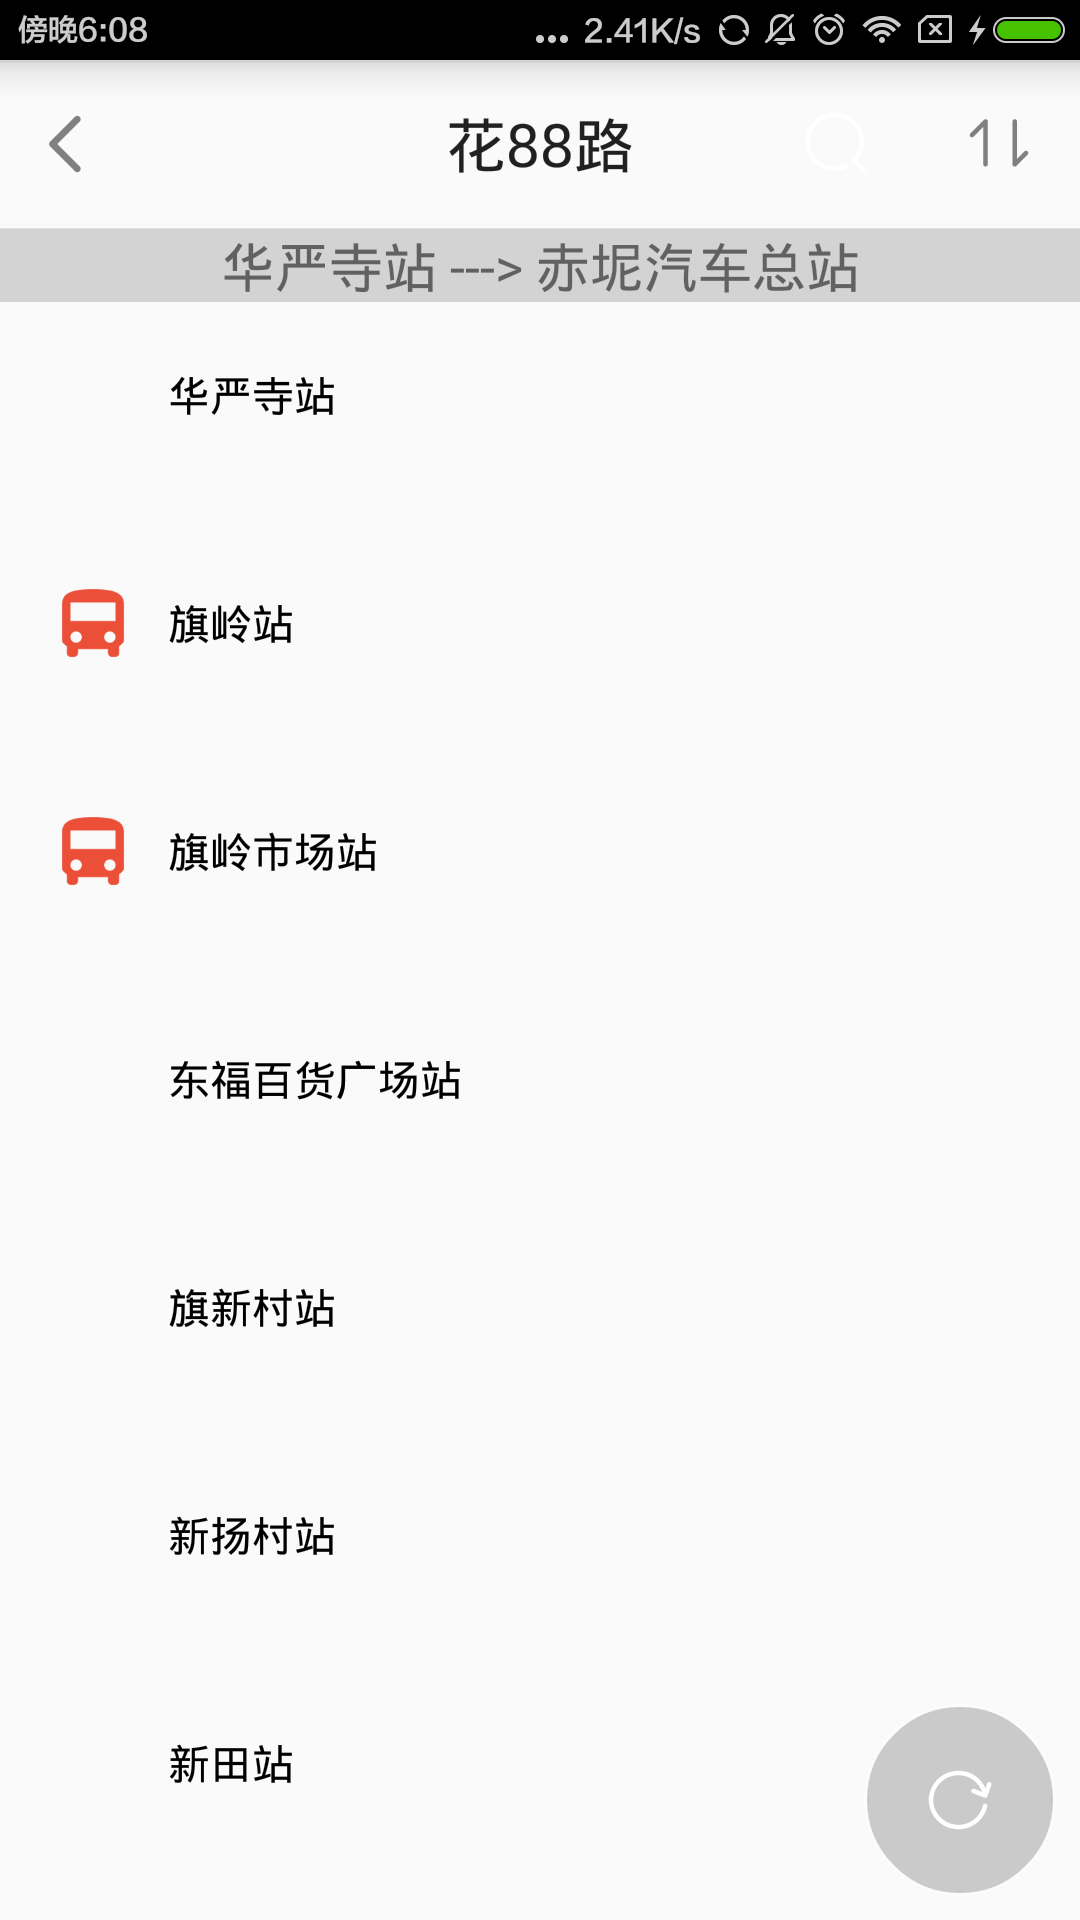 傍晚6:08 ... 2.41K/s
花88路
华严寺站 ---> 赤坭汽车总站
华严寺站
旗岭站
旗岭市场站
东福百货广场站
旗新村站
新扬村站
新田站